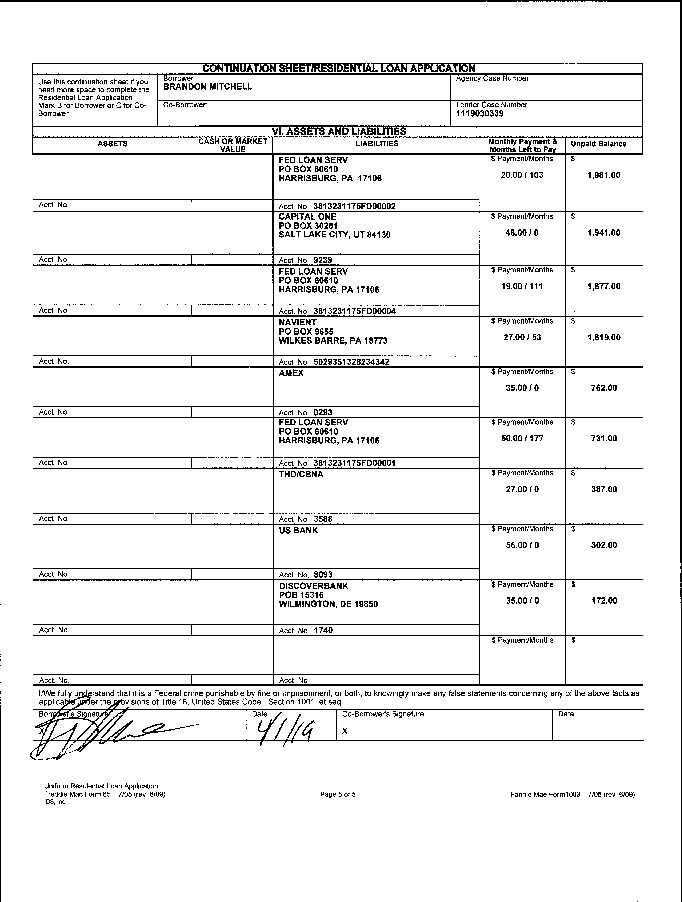 CONTINUATION SHEET/RESIDENTIAL LOAN APPLICATION
Use this continuation sheet if you
need more space to complete the
Residential Loan Application
Mark B for Borrower or C for Co-
Borrower
Borrower
BRANDON MITCHELL
Agency Case Number
Co-Borrower
Lender Case Number
1119030339
VI. ASSETS AND LIABILITIES
ASSETS CASH OR MARKET LIABILITIES Monthly Payment & Unpaid Balance
VALUE Months Left to Pay
FED LOAN SERV $ Payment/Months $
PO BOX 60610
HARRISBURG, PA 17106 20.00 / 103 1,981.00
Acct. No. Acct. No. 3813231175FD00002
CAPITAL ONE $ Payment/Months $
PO BOX 30281
SALT LAKE CITY, UT 84130 48.00 / 0 1,941.00
Acct. No. Acct. No. 9239
FED LOAN SERV $ Payment/Months $
PO BOX 60610
HARRISBURG, PA 17106 19.00 / 111 1,877.00
Acct. No. Acct. No. 3813231175FD00004
NAVIENT $ Payment/Months $
PO BOX 9655
WILKES BARRE, PA 18773 27.00 / 53 1,819.00
Acct. No. Acct. No. 5029351328234342
AMEX $ Payment/Months $
35.00 / 0 762.00
Acct. No. Acct. No. 0293
FED LOAN SERV $ Payment/Months $
PO BOX 60610
HARRISBURG, PA 17106 50.00 / 177 731.00
Acct. No. Acct. No. 3813231175FD00001
THD/CBNA $ Payment/Months $
27.00 / 0 387.00
Acct. No. Acct. No. 3588
US BANK $ Payment/Months $
56.00 / 0 302.00
Acct. No. Acct. No. 9093
DISCOVERBANK $ Payment/Months $
POB 15316
WILMINGTON, DE 19850 35.00 / 0 172.00
Acct. No. Acct. No. 1740
$ Payment/Months $
Acct. No. Acct. No.
I/We fully understand that it is a Federal crime punishable by fine or imprisonment, or both, to knowingly make any false statements concerning any of the above facts as
applicable under the provisions of Title 18, United States Code, Section 1001, et seq.
Borrower's Signature Date Co-Borrower's Signature Date
X 4/1/19 X
Uniform Residential Loan Application
Freddie Mac Form 65 7/05 (rev. 6/09) Page 5 of 5 Fannie Mae Form 1003 7/05 (rev. 6/09)